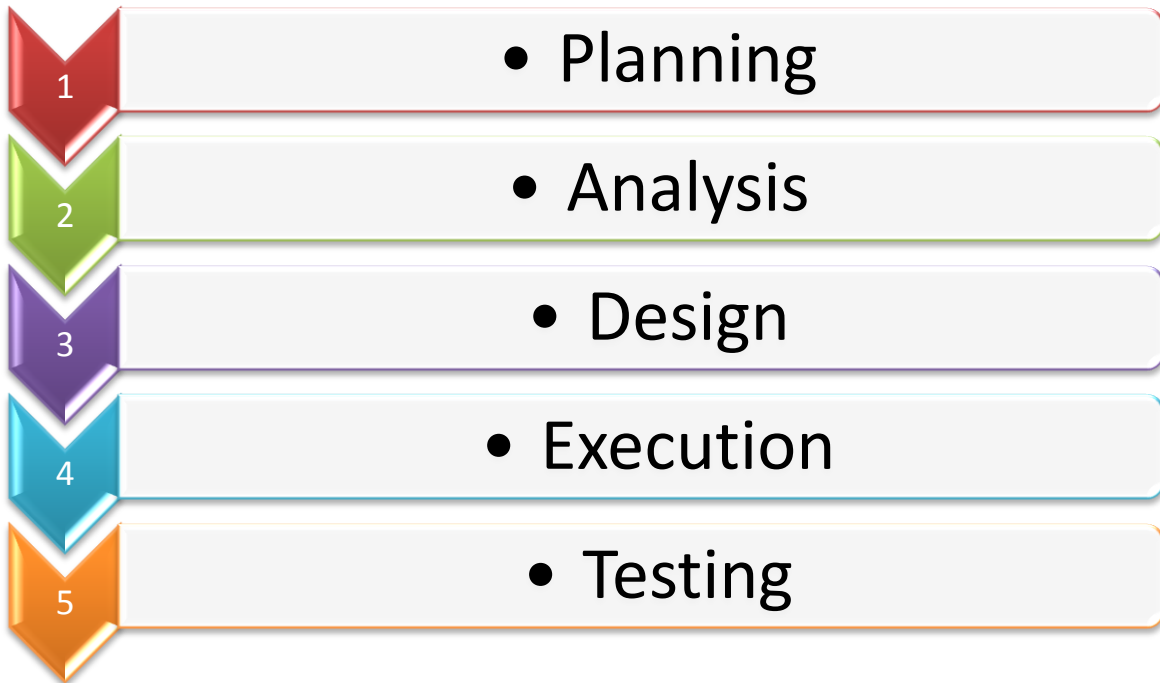 1
• Planning
2
• Analysis
3
• Design
4
• Execution
5
• Testing